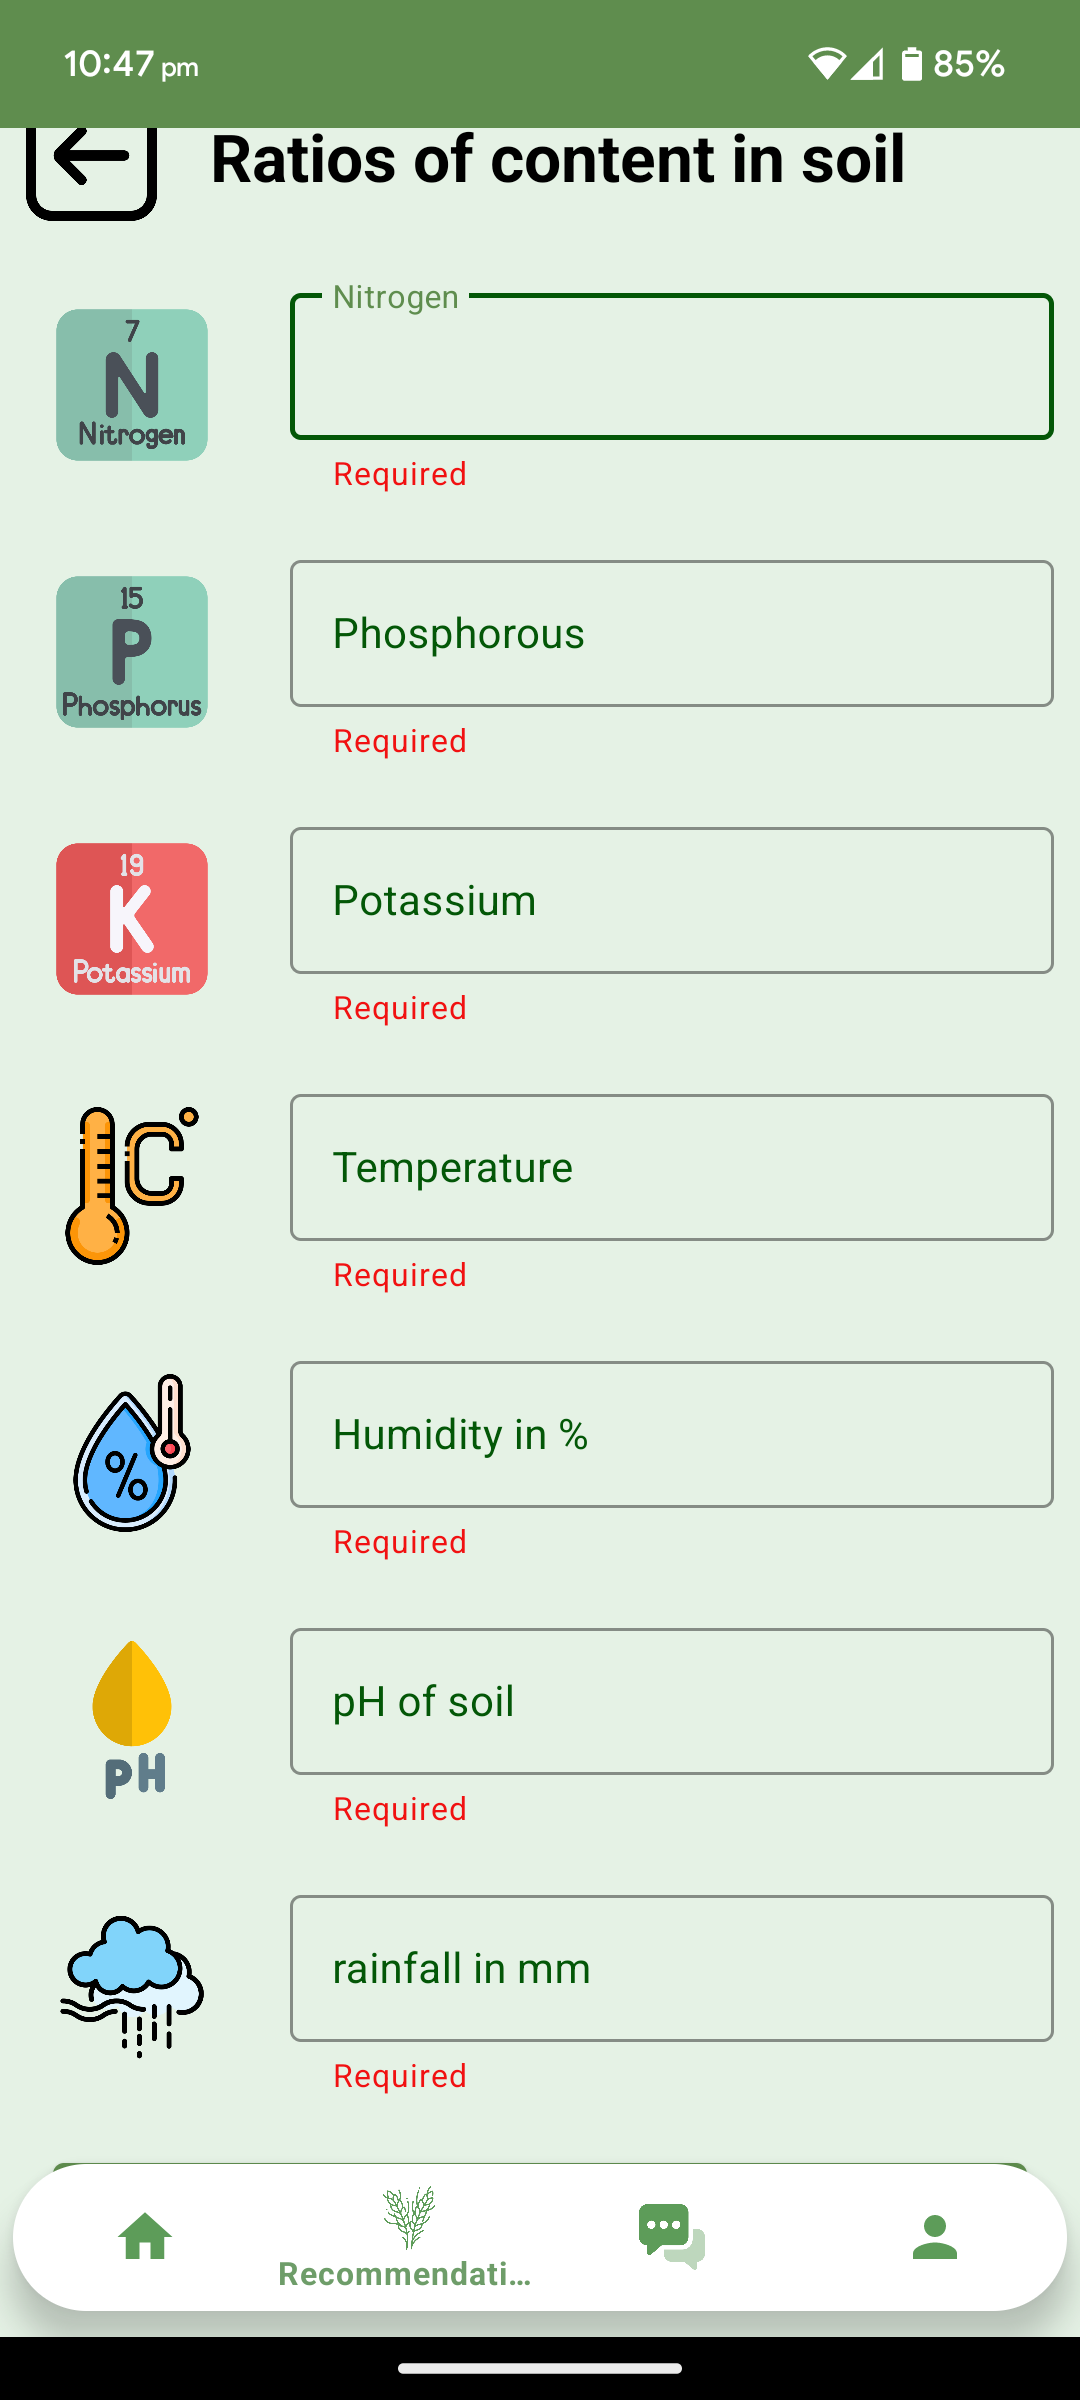 10:47 pm 85%
Ratios of content in soil
Nitrogen
7
N
Nitrogen
Required
15
P
Phosphorus
Phosphorous
Required
19
K
Potassium
Potassium
Required
°C
Temperature
Required
%
Humidity in %
Required
pH
pH of soil
Required
rainfall in mm
Required
Recommendati...